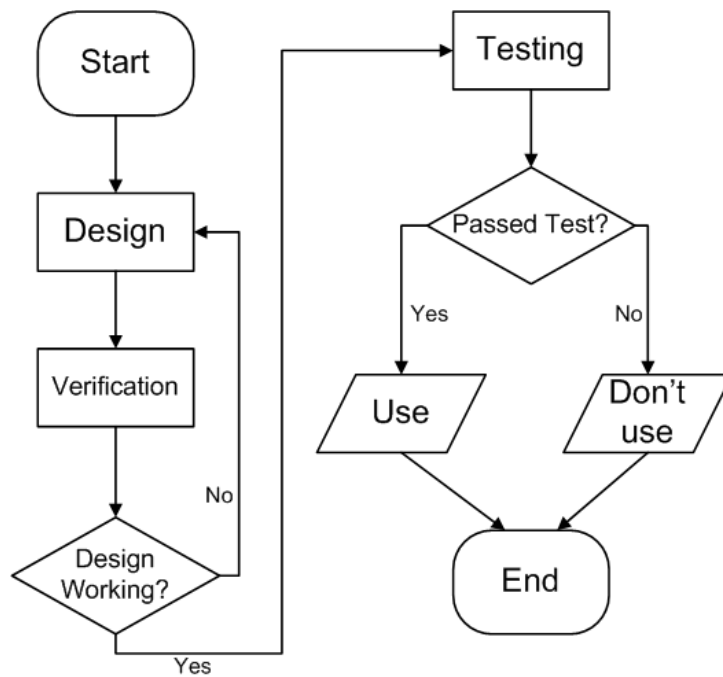 Start
Design
Verification
No
Design
Working?
Yes
Testing
Passed Test?
Yes
No
Use
Don't
use
End